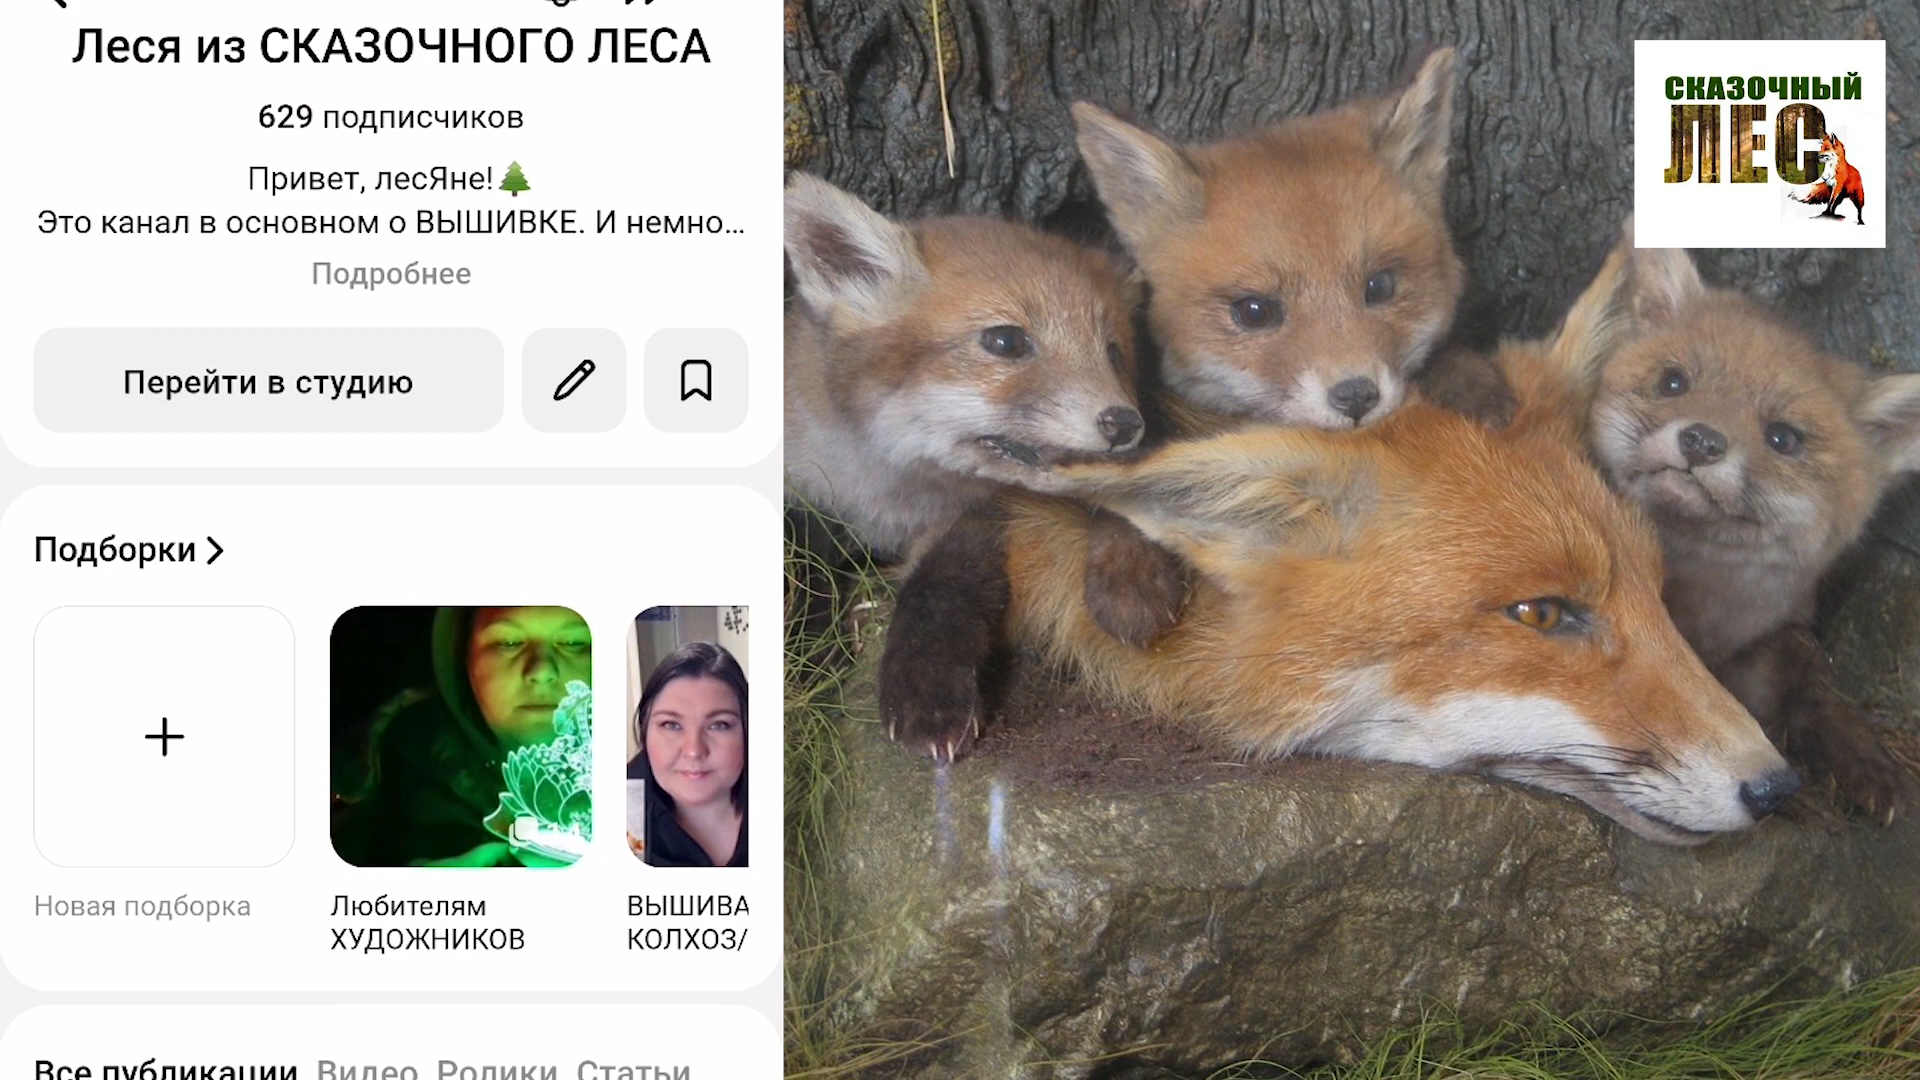 Леся из СКАЗОЧНОГО ЛЕСА
629 подписчиков
Привет, лесЯне!🌲
Это канал в основном о ВЫШИВКЕ. И немно...
Подробнее
Перейти в студию
Подборки
Новая подборка
Любителям
ХУДОЖНИКОВ
ВЫШИВА
КОЛХОЗ/
Все публикации Видео Ролики Статьи
СКАЗОЧНЫЙ
ЛЕС